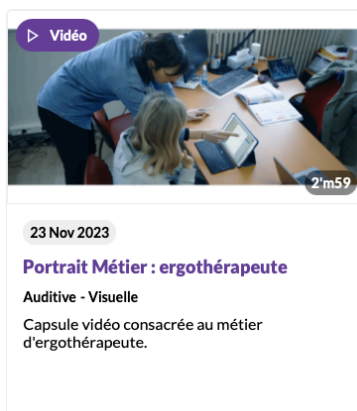 Vidéo
2'm59
23 Nov 2023
Portrait Métier : ergothérapeute
Auditive - Visuelle
Capsule vidéo consacrée au métier
d'ergothérapeute.